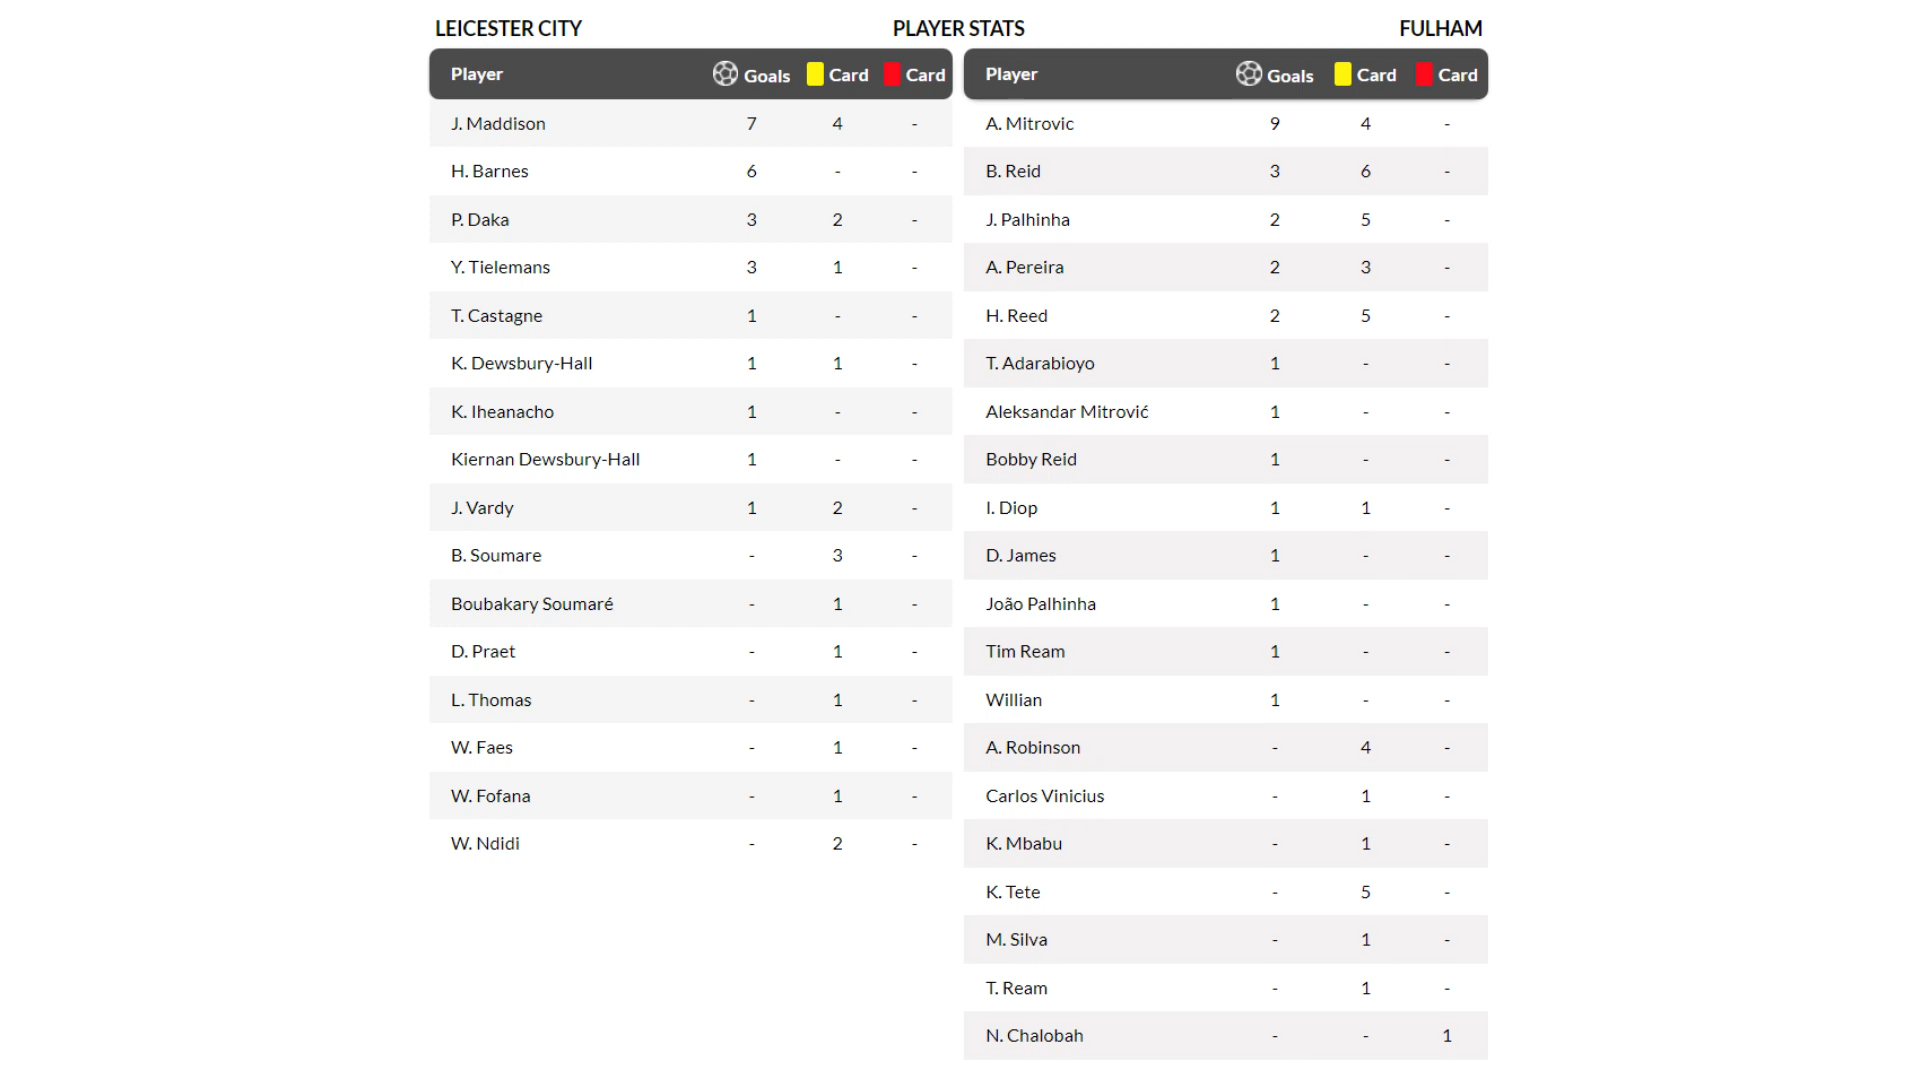 LEICESTER CITY PLAYER STATS FULHAM
Player Goals Card Card Player Goals Card Card
J. Maddison 7 4 - A. Mitrovic 9 4 -
H. Barnes 6 - - B. Reid 3 6 -
P. Daka 3 2 - J. Palhinha 2 5 -
Y. Tielemans 3 1 - A. Pereira 2 3 -
T. Castagne 1 - - H. Reed 2 5 -
K. Dewsbury-Hall 1 1 - T. Adarabioyo 1 - -
K. Iheanacho 1 - - Aleksandar Mitrović 1 - -
Kiernan Dewsbury-Hall 1 - - Bobby Reid 1 - -
J. Vardy 1 2 - I. Diop 1 1 -
B. Soumare - 3 - D. James 1 - -
Boubakary Soumaré - 1 - João Palhinha 1 - -
D. Praet - 1 - Tim Ream 1 - -
L. Thomas - 1 - Willian 1 - -
W. Faes - 1 - A. Robinson - 4 -
W. Fofana - 1 - Carlos Vinicius - 1 -
W. Ndidi - 2 - K. Mbabu - 1 -
K. Tete - 5 -
M. Silva - 1 -
T. Ream - 1 -
N. Chalobah - - 1